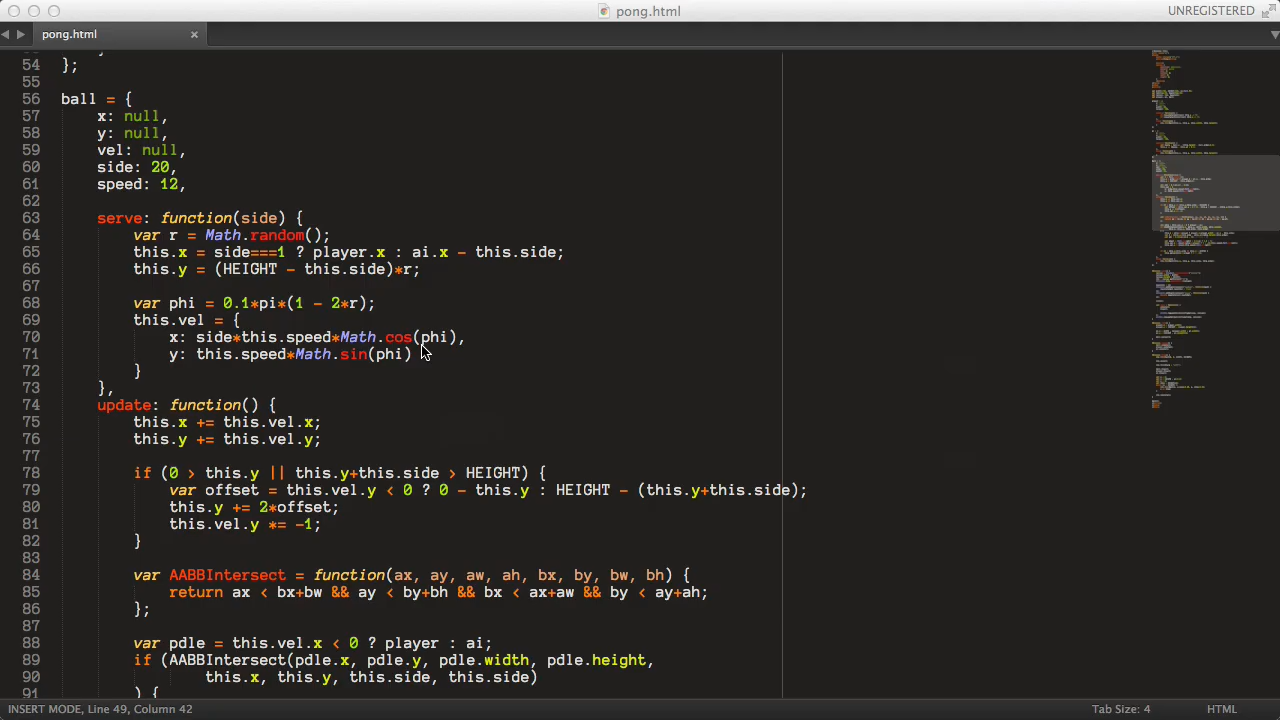 pong.html
UNREGISTERED
pong.html ×
54 };
55
56 ball = {
57 x: null,
58 y: null,
59 vel: null,
60 side: 20,
61 speed: 12,
62
63 serve: function(side) {
64 var r = Math.random();
65 this.x = side===1 ? player.x : ai.x - this.side;
66 this.y = (HEIGHT - this.side)*r;
67
68 var phi = 0.1*pi*(1 - 2*r);
69 this.vel = {
70 x: side*this.speed*Math.cos(phi),
71 y: this.speed*Math.sin(phi)
72 }
73 },
74 update: function() {
75 this.x += this.vel.x;
76 this.y += this.vel.y;
77
78 if (0 > this.y || this.y+this.side > HEIGHT) {
79 var offset = this.vel.y < 0 ? 0 - this.y : HEIGHT - (this.y+this.side);
80 this.y += 2*offset;
81 this.vel.y *= -1;
82 }
83
84 var AABBIntersect = function(ax, ay, aw, ah, bx, by, bw, bh) {
85 return ax < bx+bw && ay < by+bh && bx < ax+aw && by < ay+ah;
86 };
87
88 var pdle = this.vel.x < 0 ? player : ai;
89 if (AABBIntersect(pdle.x, pdle.y, pdle.width, pdle.height,
90 this.x, this.y, this.side, this.side)
91 ) {
INSERT MODE, Line 49, Column 42
Tab Size: 4
HTML